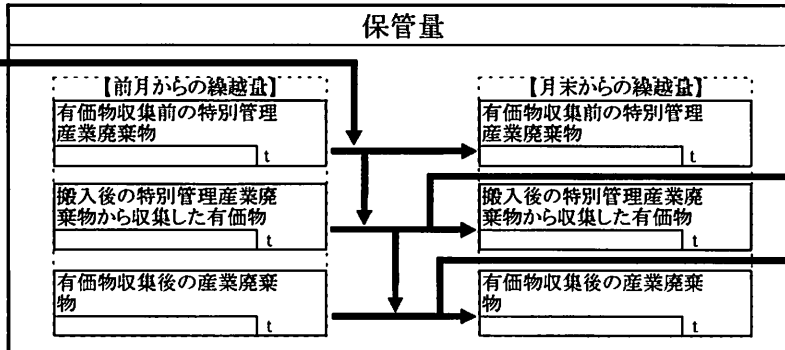 保管量
【前月からの繰越量】
有価物収集前の特別管理
産業廃棄物
t
搬入後の特別管理産業廃
棄物から収集した有価物
t
有価物収集後の産業廃棄
物
t
【月末からの繰越量】
有価物収集前の特別管理
産業廃棄物
t
搬入後の特別管理産業廃
棄物から収集した有価物
t
有価物収集後の産業廃棄
物
t